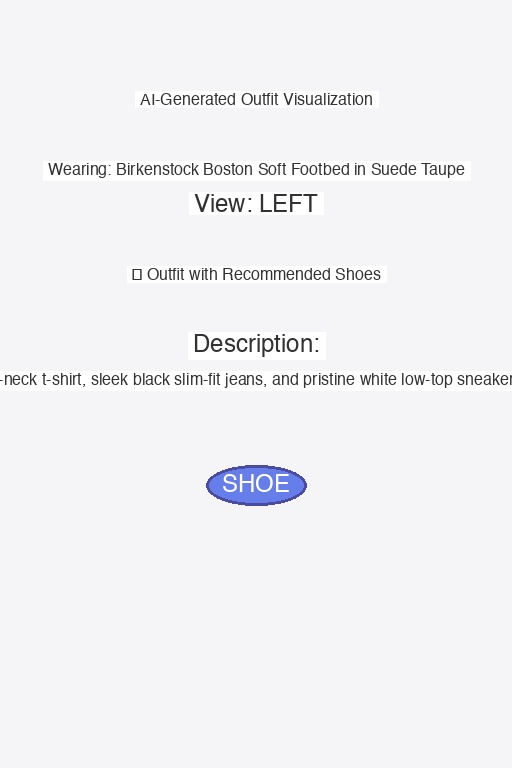 AI-Generated Outfit Visualization
Wearing: Birkenstock Boston Soft Footbed in Suede Taupe
View: LEFT
Outfit with Recommended Shoes
Description:
-neck t-shirt, sleek black slim-fit jeans, and pristine white low-top sneaker
SHOE